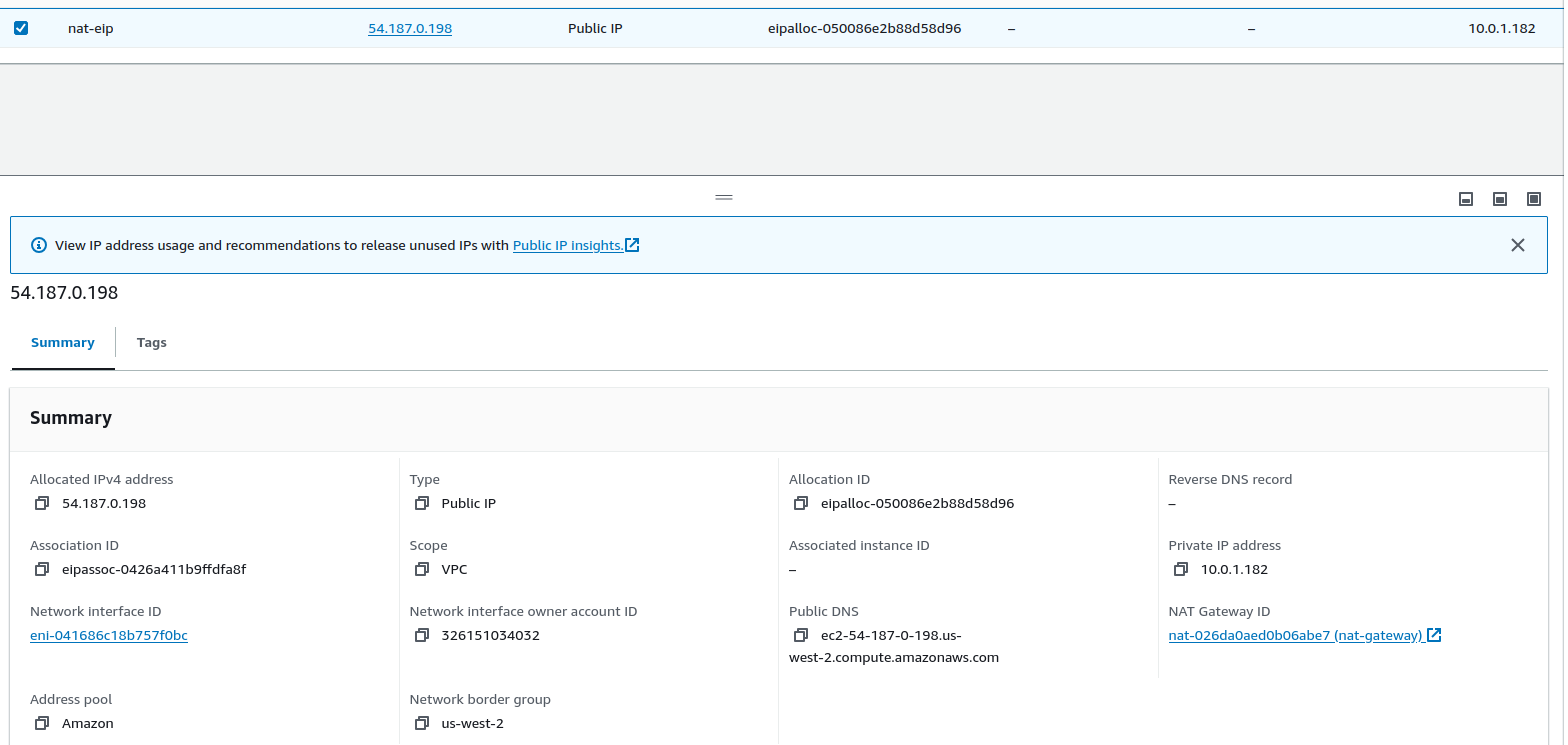 nat-eip 54.187.0.198 Public IP eipalloc-050086e2b88d58d96 – – 10.0.1.182
View IP address usage and recommendations to release unused IPs with Public IP insights.
54.187.0.198
Summary Tags
Summary
Allocated IPv4 address Type Allocation ID Reverse DNS record
54.187.0.198 Public IP eipalloc-050086e2b88d58d96 –
Association ID Scope Associated instance ID Private IP address
eipassoc-0426a411b9ffdfa8f VPC – 10.0.1.182
Network interface ID Network interface owner account ID Public DNS NAT Gateway ID
eni-041686c18b757f0bc 326151034032 ec2-54-187-0-198.us- nat-026da0aed0b06abe7 (nat-gateway)
west-2.compute.amazonaws.com
Address pool Network border group
Amazon us-west-2